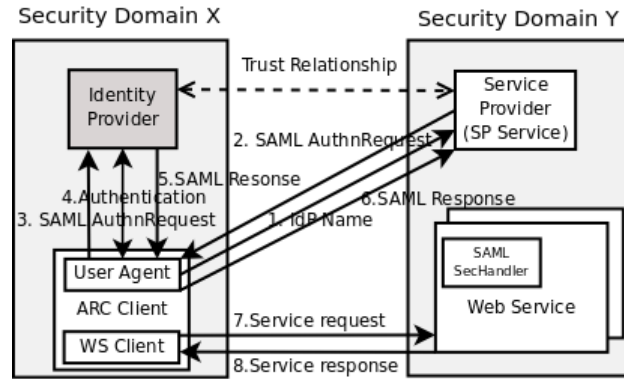 Security Domain X
Security Domain Y
Trust Relationship
Identity
Provider
Service
Provider
(SP Service)
2. SAML AuthnRequest
5.SAML Resonse
4.Authentication
6.SAML Response
3. SAML AuthnRequest
1. IdP Name
User Agent
ARC Client
WS Client
SAML
SecHandler
Web Service
7.Service request
8.Service response